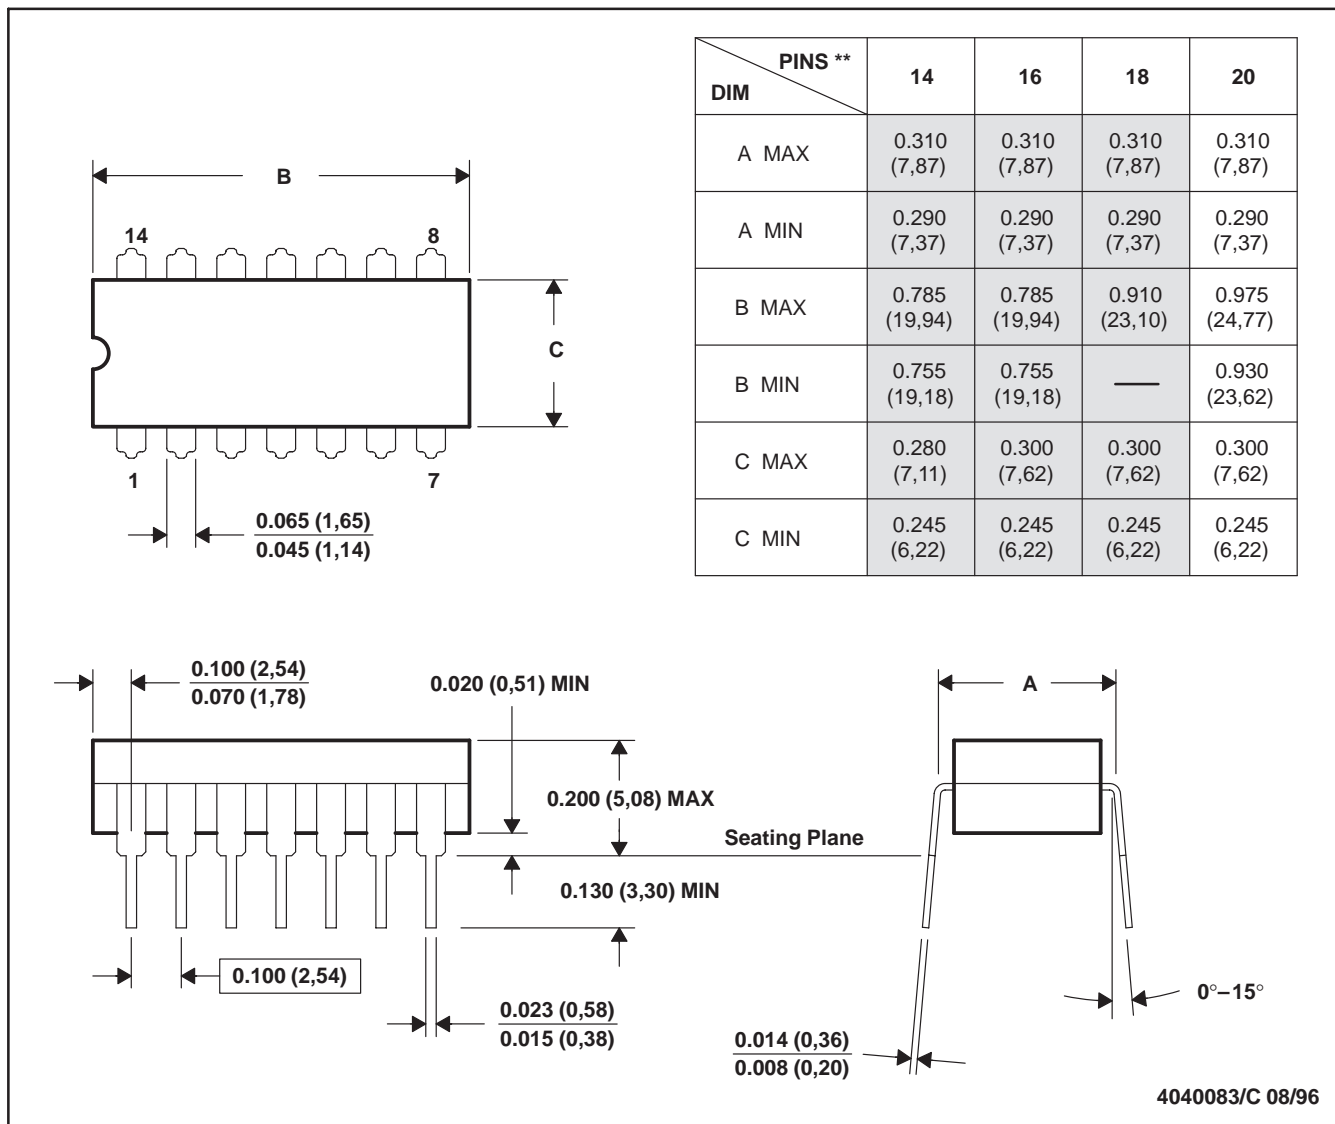 PINS **
DIM
14 16 18 20
A MAX
0.310 0.310 0.310 0.310
(7,87) (7,87) (7,87) (7,87)
A MIN
0.290 0.290 0.290 0.290
(7,37) (7,37) (7,37) (7,37)
B MAX
0.785 0.785 0.910 0.975
(19,94) (19,94) (23,10) (24,77)
B MIN
0.755 0.755 — 0.930
(19,18) (19,18) (23,62)
C MAX
0.280 0.300 0.300 0.300
(7,11) (7,62) (7,62) (7,62)
C MIN
0.245 0.245 0.245 0.245
(6,22) (6,22) (6,22) (6,22)
B
14 8
C
1 7
0.065 (1,65)
0.045 (1,14)
0.100 (2,54)
0.070 (1,78)
0.020 (0,51) MIN
A
0.200 (5,08) MAX
Seating Plane
0.130 (3,30) MIN
0.100 (2,54)
0.023 (0,58)
0.015 (0,38)
0°–15°
0.014 (0,36)
0.008 (0,20)
4040083/C 08/96